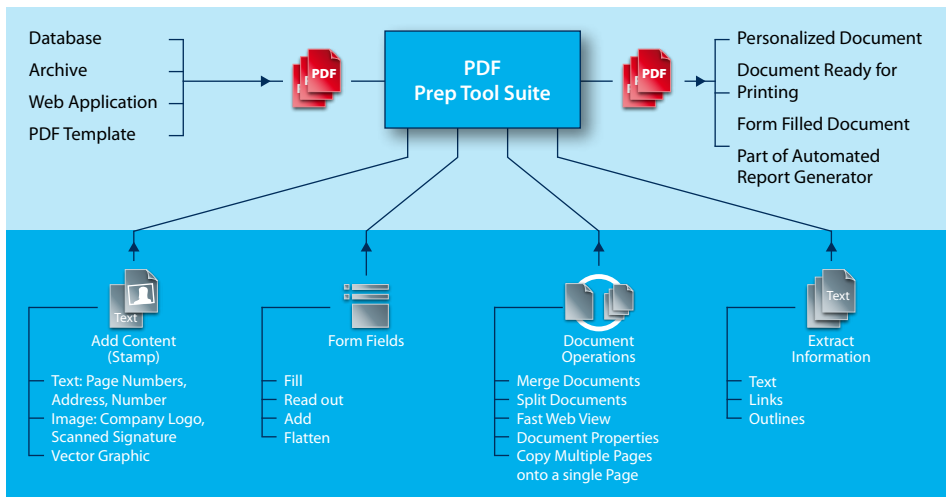 Database
Archive
Web Application
PDF Template
PDF
PDF
Prep Tool Suite
PDF
Personalized Document
Document Ready for
Printing
Form Filled Document
Part of Automated
Report Generator
Text
Add Content
(Stamp)
Text: Page Numbers,
Address, Number
Image: Company Logo,
Scanned Signature
Vector Graphic
Form Fields
Fill
Read out
Add
Flatten
Document
Operations
Merge Documents
Split Documents
Fast Web View
Document Properties
Copy Multiple Pages
onto a single Page
Text
Extract
Information
Text
Links
Outlines